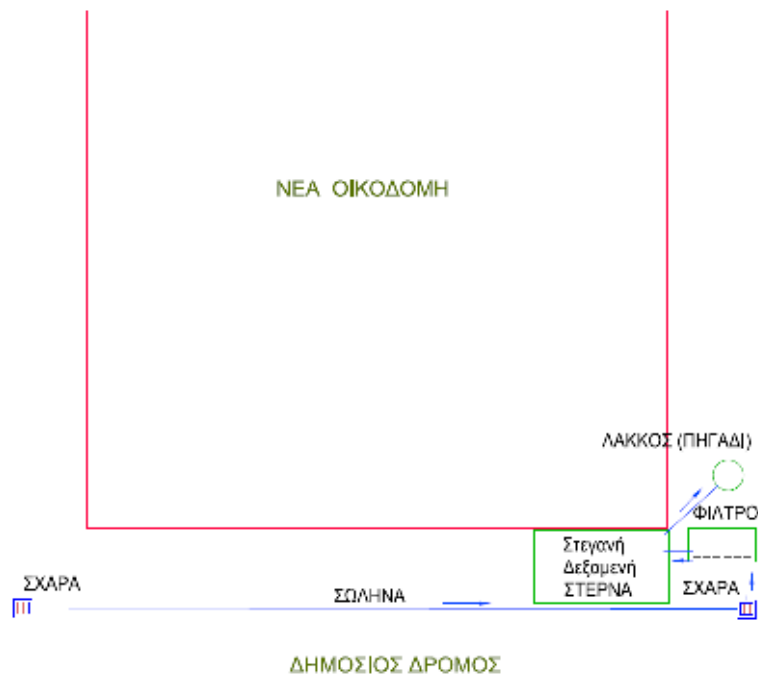 ΝΕΑ ΟΙΚΟΔΟΜΗ
ΛΑΚΚΟΣ (ΠΗΓΑΔΙ)
ΦΙΛΤΡΟ
Στεγανή
Δεξαμενή
ΣΤΕΡΝΑ
ΣΧΑΡΑ
ΣΩΛΗΝΑ
ΣΧΑΡΑ
ΔΗΜΟΣΙΟΣ ΔΡΟΜΟΣ